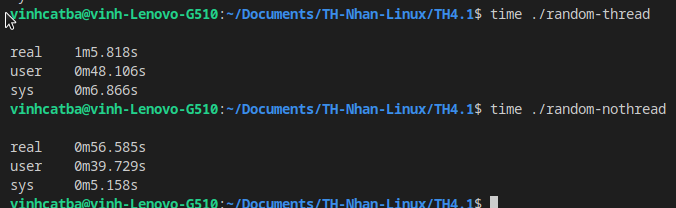 vinhcatba@vinh-Lenovo-G510:~/Documents/TH-Nhan-Linux/TH4.1$ time ./random-thread
real    1m5.818s
user    0m48.106s
sys     0m6.866s
vinhcatba@vinh-Lenovo-G510:~/Documents/TH-Nhan-Linux/TH4.1$ time ./random-nothread
real    0m56.585s
user    0m39.729s
sys     0m5.158s
vinhcatba@vinh-Lenovo-G510:~/Documents/TH-Nhan-Linux/TH4.1$